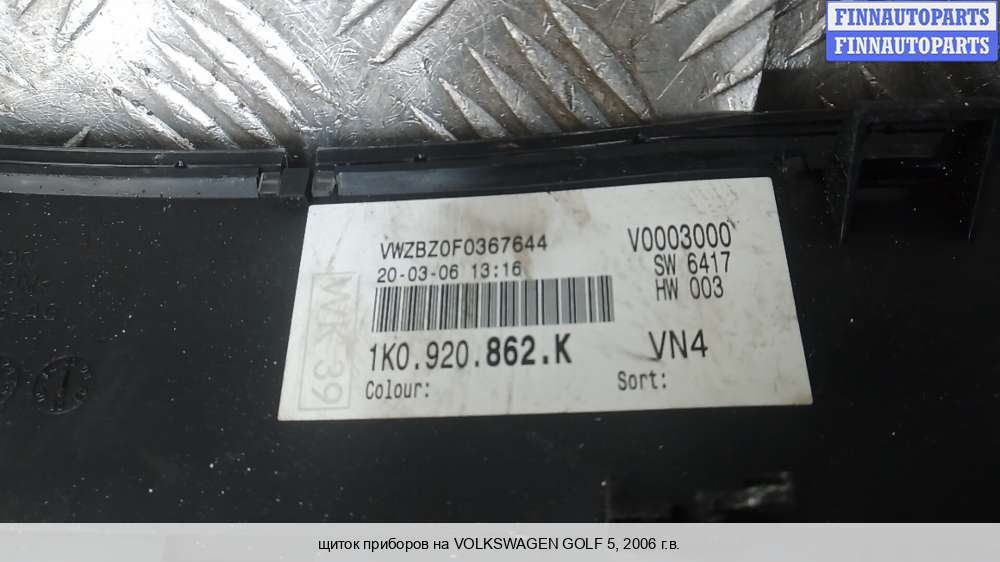 FINNAUTOPARTS
FINNAUTOPARTS
VWZBZ0F0367644
V0003000
20-03-06 13:16
SW 6417
HW 003
WK-39
1K0.920.862.K
VN4
Colour:
Sort:
щиток приборов на VOLKSWAGEN GOLF 5, 2006 г.в.